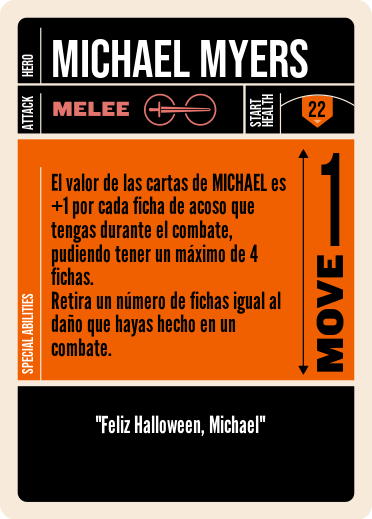 HERO
MICHAEL MYERS
ATTACK
MELEE
START
HEALTH
22
SPECIAL ABILITIES
El valor de las cartas de MICHAEL es
+1 por cada ficha de acoso que
tengas durante el combate,
pudiendo tener un máximo de 4
fichas.
Retira un número de fichas igual al
daño que hayas hecho en un
combate.
MOVE 1
"Feliz Halloween, Michael"